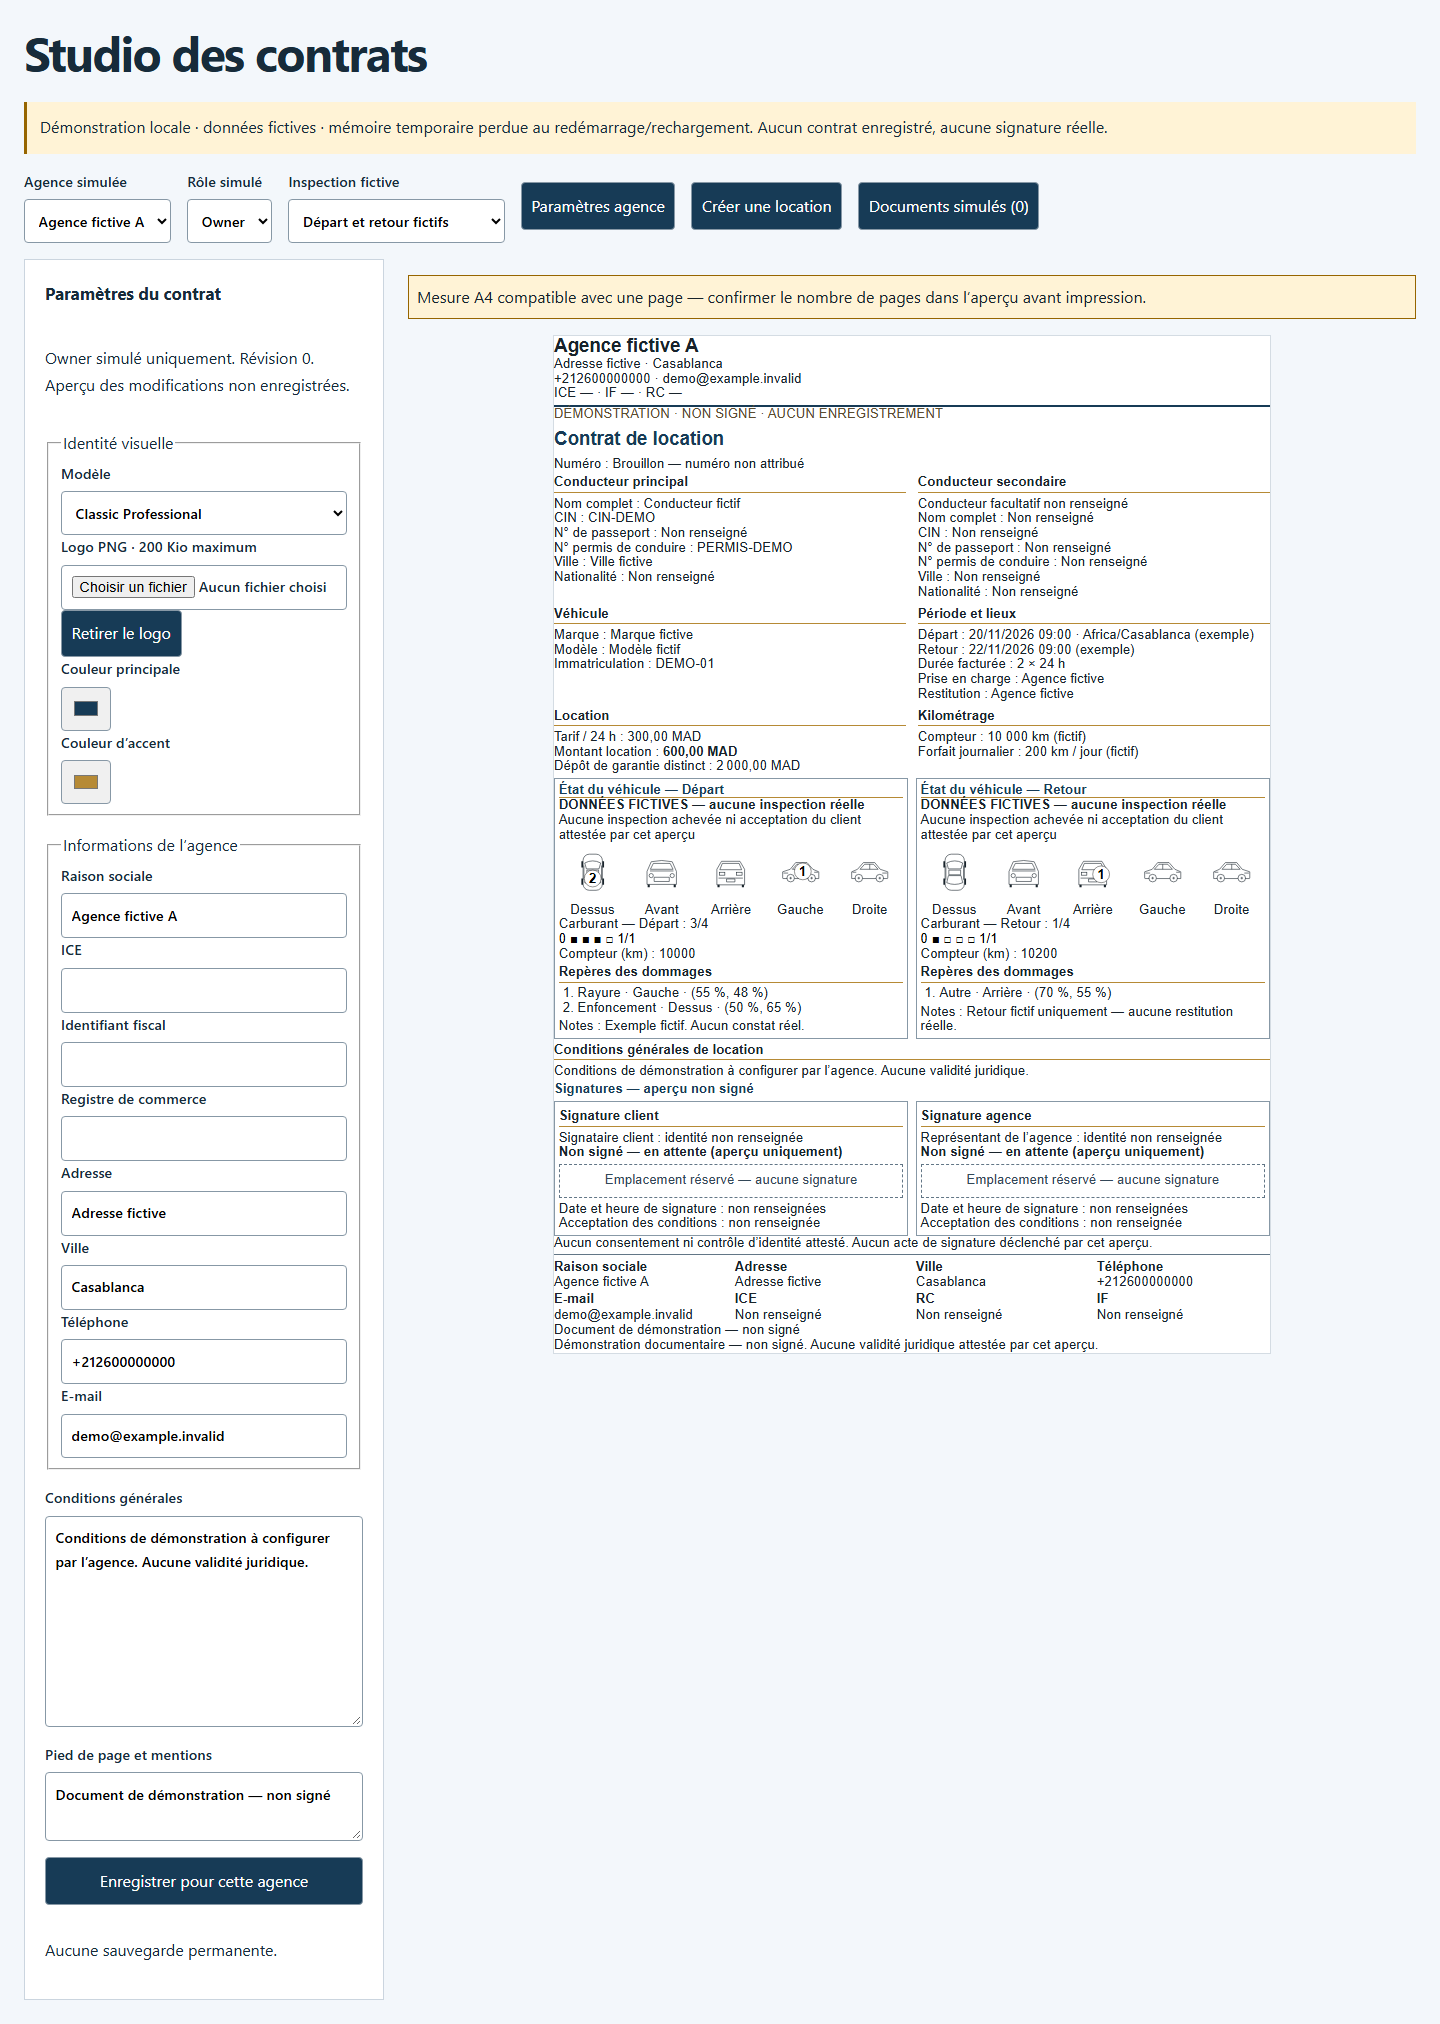 Studio des contrats
Démonstration locale · données fictives · mémoire temporaire perdue au redémarrage/rechargement. Aucun contrat enregistré, aucune signature réelle.
Agence simulée
Agence fictive A
Rôle simulé
Owner
Inspection fictive
Départ et retour fictifs
Paramètres agence
Créer une location
Documents simulés (0)
Paramètres du contrat
Owner simulé uniquement. Révision 0.
Aperçu des modifications non enregistrées.
Identité visuelle
Modèle
Classic Professional
Logo PNG · 200 Kio maximum
Choisir un fichier Aucun fichier choisi
Retirer le logo
Couleur principale
Couleur d’accent
Informations de l’agence
Raison sociale
Agence fictive A
ICE
Identifiant fiscal
Registre de commerce
Adresse
Adresse fictive
Ville
Casablanca
Téléphone
+212600000000
E-mail
demo@example.invalid
Conditions générales
Conditions de démonstration à configurer
par l’agence. Aucune validité juridique.
Pied de page et mentions
Document de démonstration — non signé
Enregistrer pour cette agence
Aucune sauvegarde permanente.
Mesure A4 compatible avec une page — confirmer le nombre de pages dans l’aperçu avant impression.
Agence fictive A
Adresse fictive · Casablanca
+212600000000 · demo@example.invalid
ICE — · IF — · RC —
DÉMONSTRATION · NON SIGNÉ · AUCUN ENREGISTREMENT
Contrat de location
Numéro : Brouillon — numéro non attribué
Conducteur principal
Nom complet : Conducteur fictif
CIN : CIN-DEMO
N° de passeport : Non renseigné
N° permis de conduire : PERMIS-DEMO
Ville : Ville fictive
Nationalité : Non renseigné
Conducteur secondaire
Conducteur facultatif non renseigné
Nom complet : Non renseigné
CIN : Non renseigné
N° de passeport : Non renseigné
N° permis de conduire : Non renseigné
Ville : Non renseigné
Nationalité : Non renseigné
Véhicule
Marque : Marque fictive
Modèle : Modèle fictif
Immatriculation : DEMO-01
Période et lieux
Départ : 20/11/2026 09:00 · Africa/Casablanca (exemple)
Retour : 22/11/2026 09:00 (exemple)
Durée facturée : 2 × 24 h
Prise en charge : Agence fictive
Restitution : Agence fictive
Location
Tarif / 24 h : 300,00 MAD
Montant location : 600,00 MAD
Dépôt de garantie distinct : 2 000,00 MAD
Kilométrage
Compteur : 10 000 km (fictif)
Forfait journalier : 200 km / jour (fictif)
État du véhicule — Départ
DONNÉES FICTIVES — aucune inspection réelle
Aucune inspection achevée ni acceptation du client
attestée par cet aperçu
2 1
Dessus Avant Arrière Gauche Droite
Carburant — Départ : 3/4
0 ■ ■ ■ □ 1/1
Compteur (km) : 10000
Repères des dommages
1. Rayure · Gauche · (55 %, 48 %)
2. Enfoncement · Dessus · (50 %, 65 %)
Notes : Exemple fictif. Aucun constat réel.
État du véhicule — Retour
DONNÉES FICTIVES — aucune inspection réelle
Aucune inspection achevée ni acceptation du client
attestée par cet aperçu
1
Dessus Avant Arrière Gauche Droite
Carburant — Retour : 1/4
0 ■ □ □ □ 1/1
Compteur (km) : 10200
Repères des dommages
1. Autre · Arrière · (70 %, 55 %)
Notes : Retour fictif uniquement — aucune restitution
réelle.
Conditions générales de location
Conditions de démonstration à configurer par l’agence. Aucune validité juridique.
Signatures — aperçu non signé
Signature client
Signataire client : identité non renseignée
Non signé — en attente (aperçu uniquement)
Emplacement réservé — aucune signature
Date et heure de signature : non renseignées
Acceptation des conditions : non renseignée
Signature agence
Représentant de l’agence : identité non renseignée
Non signé — en attente (aperçu uniquement)
Emplacement réservé — aucune signature
Date et heure de signature : non renseignées
Acceptation des conditions : non renseignée
Aucun consentement ni contrôle d’identité attesté. Aucun acte de signature déclenché par cet aperçu.
Raison sociale Adresse Ville Téléphone
Agence fictive A Adresse fictive Casablanca +212600000000
E-mail ICE RC IF
demo@example.invalid Non renseigné Non renseigné Non renseigné
Document de démonstration — non signé
Démonstration documentaire — non signé. Aucune validité juridique attestée par cet aperçu.